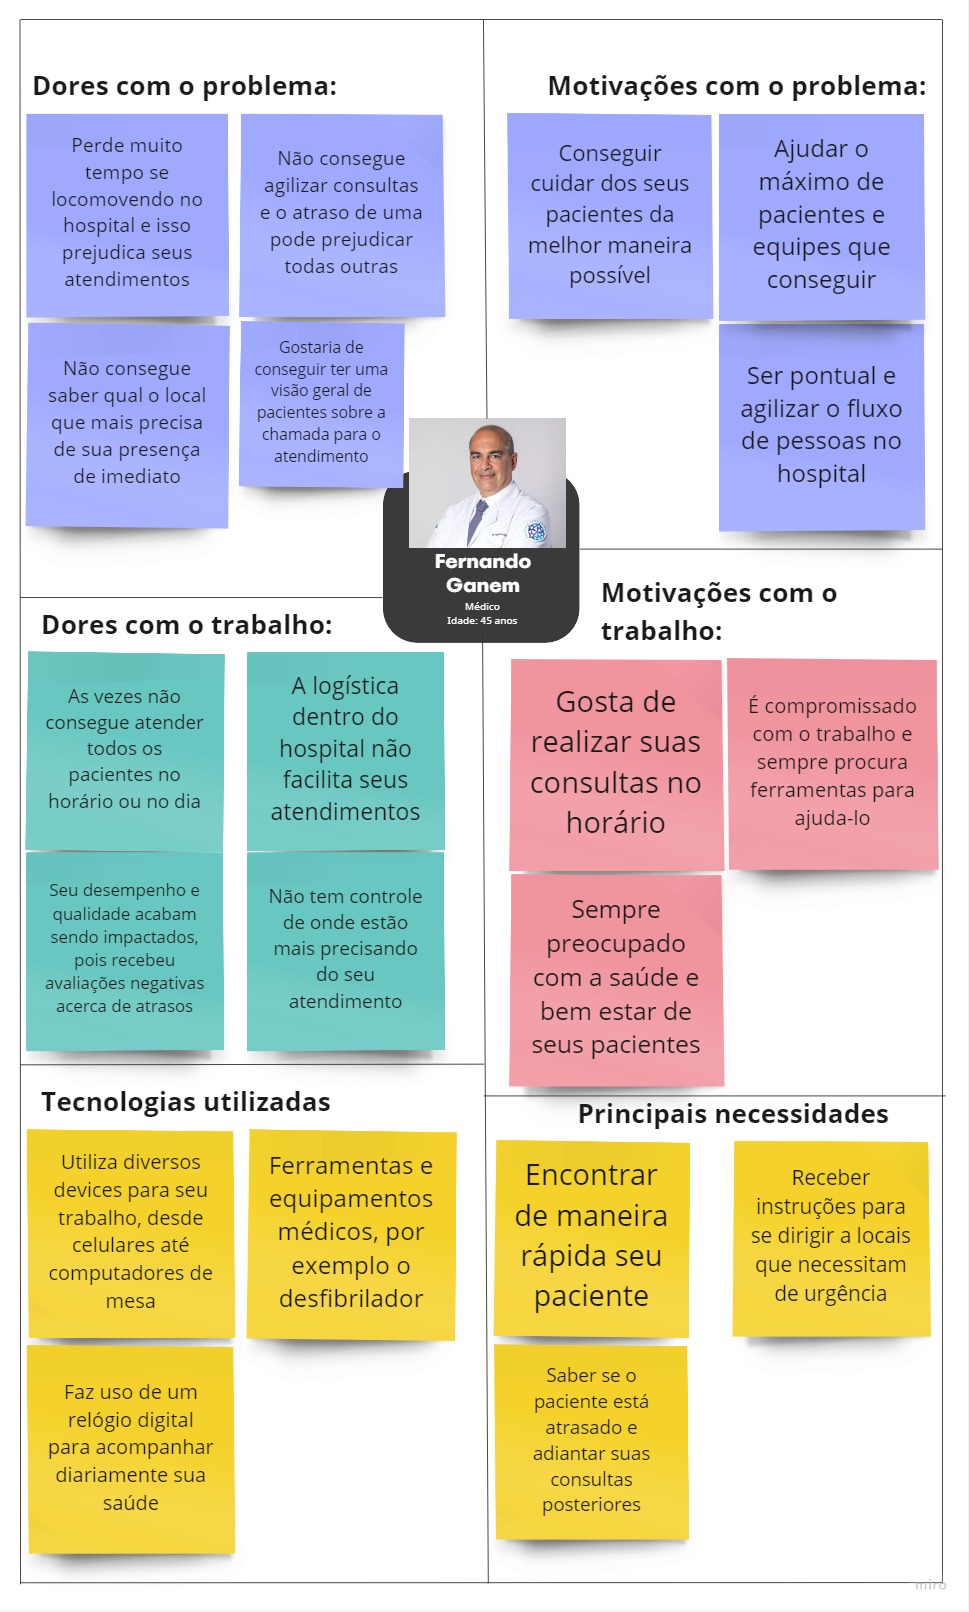 Dores com o problema:
Perde muito
tempo se
locomovendo no
hospital e isso
prejudica seus
atendimentos
Não consegue
agilizar consultas
e o atraso de uma
pode prejudicar
todas outras
Não consegue
saber qual o local
que mais precisa
de sua presença
de imediato
Gostaria de
conseguir ter uma
visão geral de
pacientes sobre a
chamada para o
atendimento
Motivações com o problema:
Conseguir
cuidar dos seus
pacientes da
melhor maneira
possível
Ajudar o
máximo de
pacientes e
equipes que
conseguir
Ser pontual e
agilizar o fluxo
de pessoas no
hospital
Fernando
Ganem
Médico
Idade: 45 anos
Dores com o trabalho:
As vezes não
consegue atender
todos os
pacientes no
horário ou no dia
A logística
dentro do
hospital não
facilita seus
atendimentos
Seu desempenho e
qualidade acabam
sendo impactados,
pois recebeu
avaliações negativas
acerca de atrasos
Não tem controle
de onde estão
mais precisando
do seu
atendimento
Motivações com o
trabalho:
Gosta de
realizar suas
consultas no
horário
É compromissado
com o trabalho e
sempre procura
ferramentas para
ajuda-lo
Sempre
preocupado
com a saúde e
bem estar de
seus pacientes
Tecnologias utilizadas
Utiliza diversos
devices para seu
trabalho, desde
celulares até
computadores de
mesa
Ferramentas e
equipamentos
médicos, por
exemplo o
desfibrilador
Faz uso de um
relógio digital
para acompanhar
diariamente sua
saúde
Principais necessidades
Encontrar
de maneira
rápida seu
paciente
Receber
instruções para
se dirigir a locais
que necessitam
de urgência
Saber se o
paciente está
atrasado e
adiantar suas
consultas
posteriores
miro